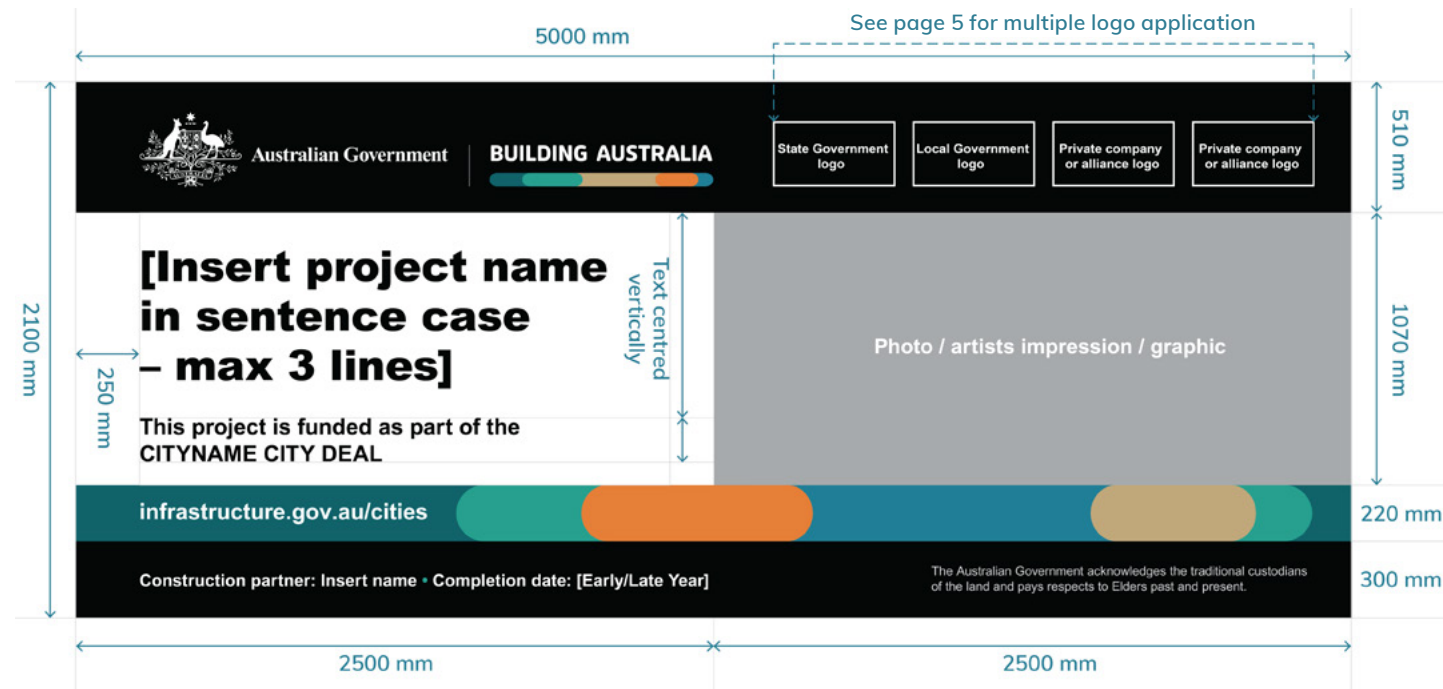 See page 5 for multiple logo application
5000 mm
Australian Government
BUILDING AUSTRALIA
State Government
logo
Local Government
logo
Private company
or alliance logo
Private company
or alliance logo
510 mm
[Insert project name
in sentence case
– max 3 lines]
Text centred
vertically
2100 mm
250 mm
Photo / artists impression / graphic
1070 mm
This project is funded as part of the
CITYNAME CITY DEAL
infrastructure.gov.au/cities
220 mm
Construction partner: Insert name • Completion date: [Early/Late Year]
The Australian Government acknowledges the traditional custodians
of the land and pays respects to Elders past and present.
300 mm
2500 mm
2500 mm